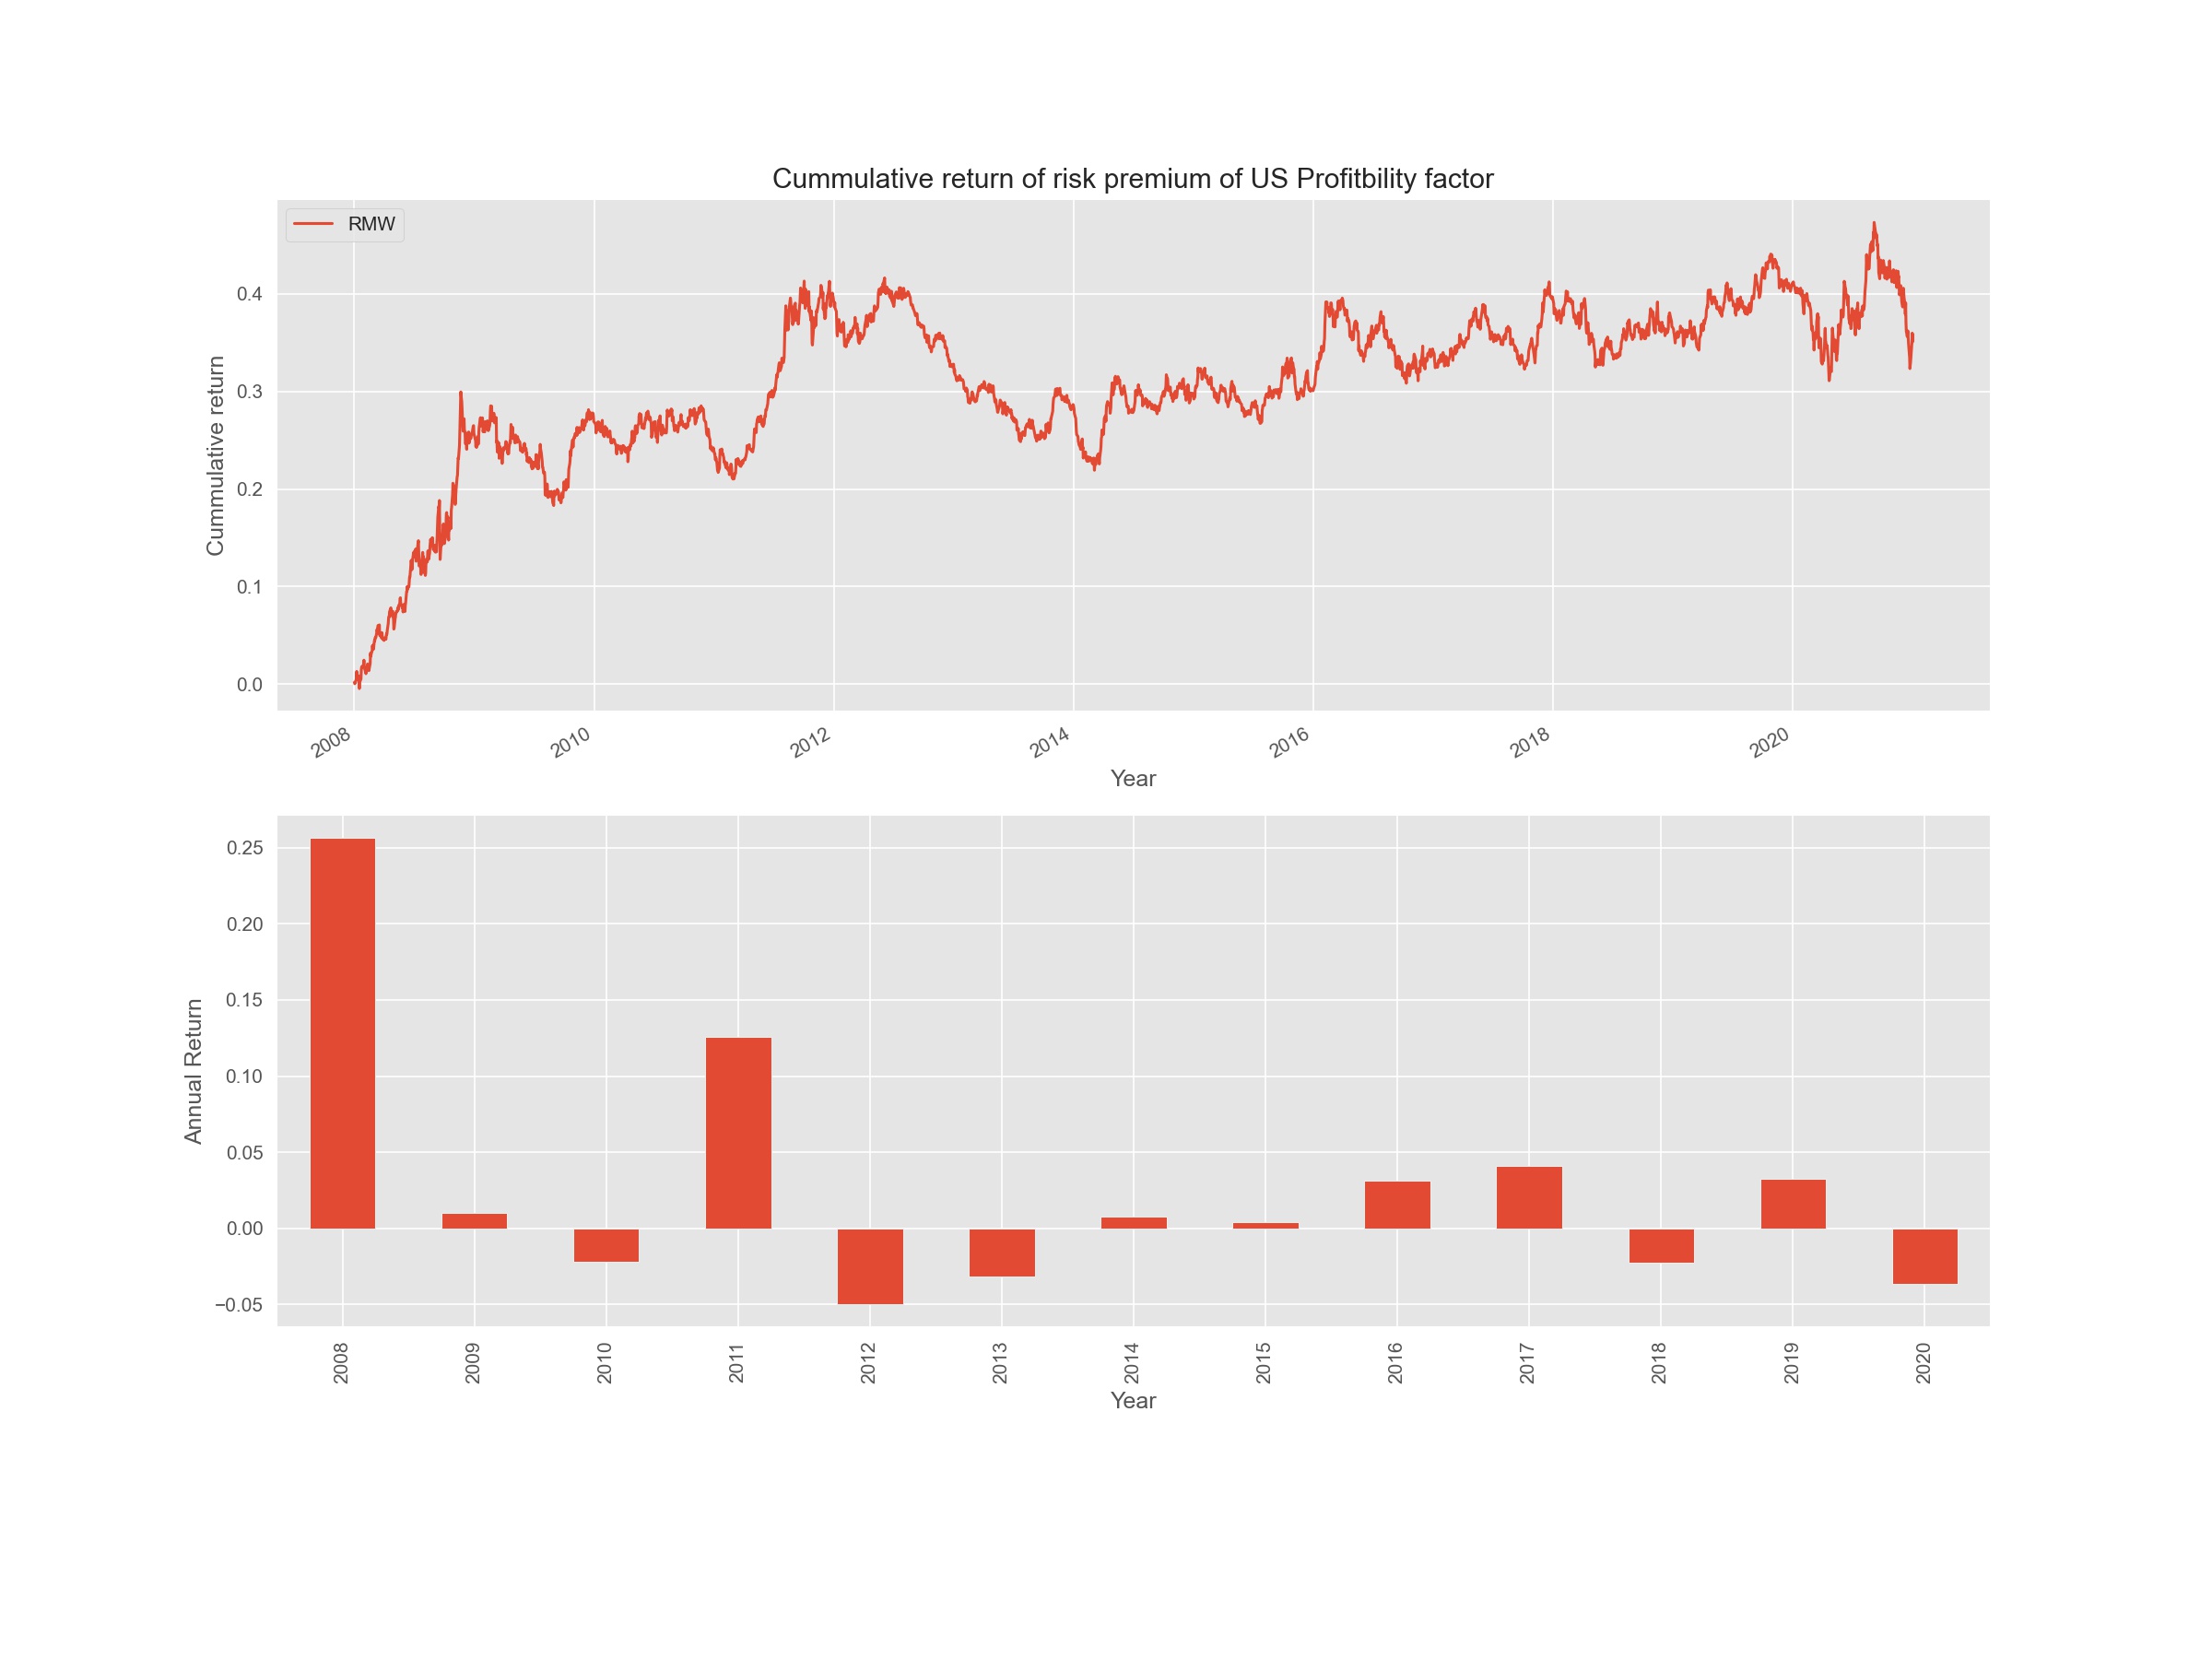 Cummulative return of risk premium of US Profitbility factor
RMW
Cummulative return
0.4
0.3
0.2
0.1
0.0
2008 2010 2012 2014 2016 2018 2020
Year
Annual Return
0.25
0.20
0.15
0.10
0.05
0.00
−0.05
2008 2009 2010 2011 2012 2013 2014 2015 2016 2017 2018 2019 2020
Year